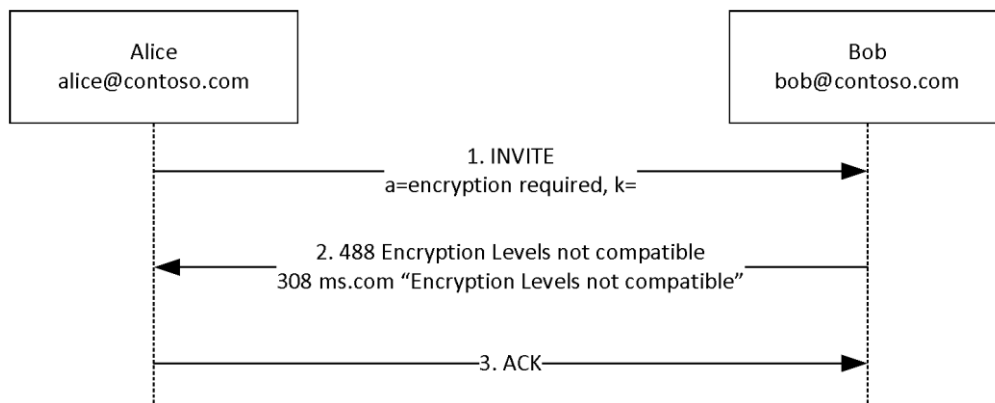 Alice
alice@contoso.com
Bob
bob@contoso.com
1. INVITE
a=encryption required, k=
2. 488 Encryption Levels not compatible
308 ms.com “Encryption Levels not compatible”
3. ACK